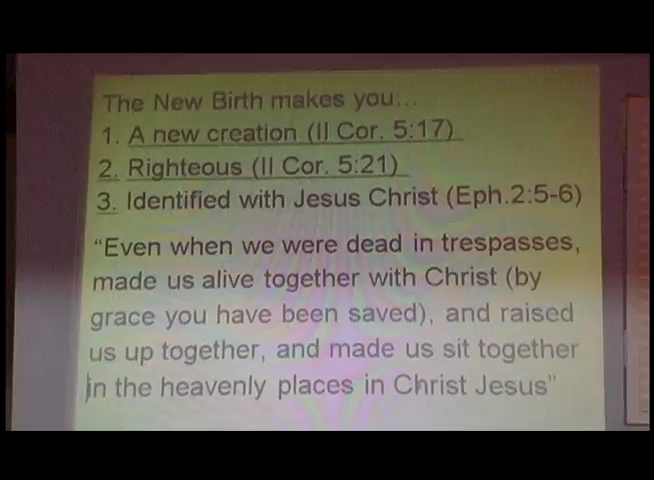 The New Birth makes you...
1. A new creation (II Cor. 5:17)
2. Righteous (II Cor. 5:21)
3. Identified with Jesus Christ (Eph.2:5-6)
“Even when we were dead in trespasses,
made us alive together with Christ (by
grace you have been saved), and raised
us up together, and made us sit together
in the heavenly places in Christ Jesus”